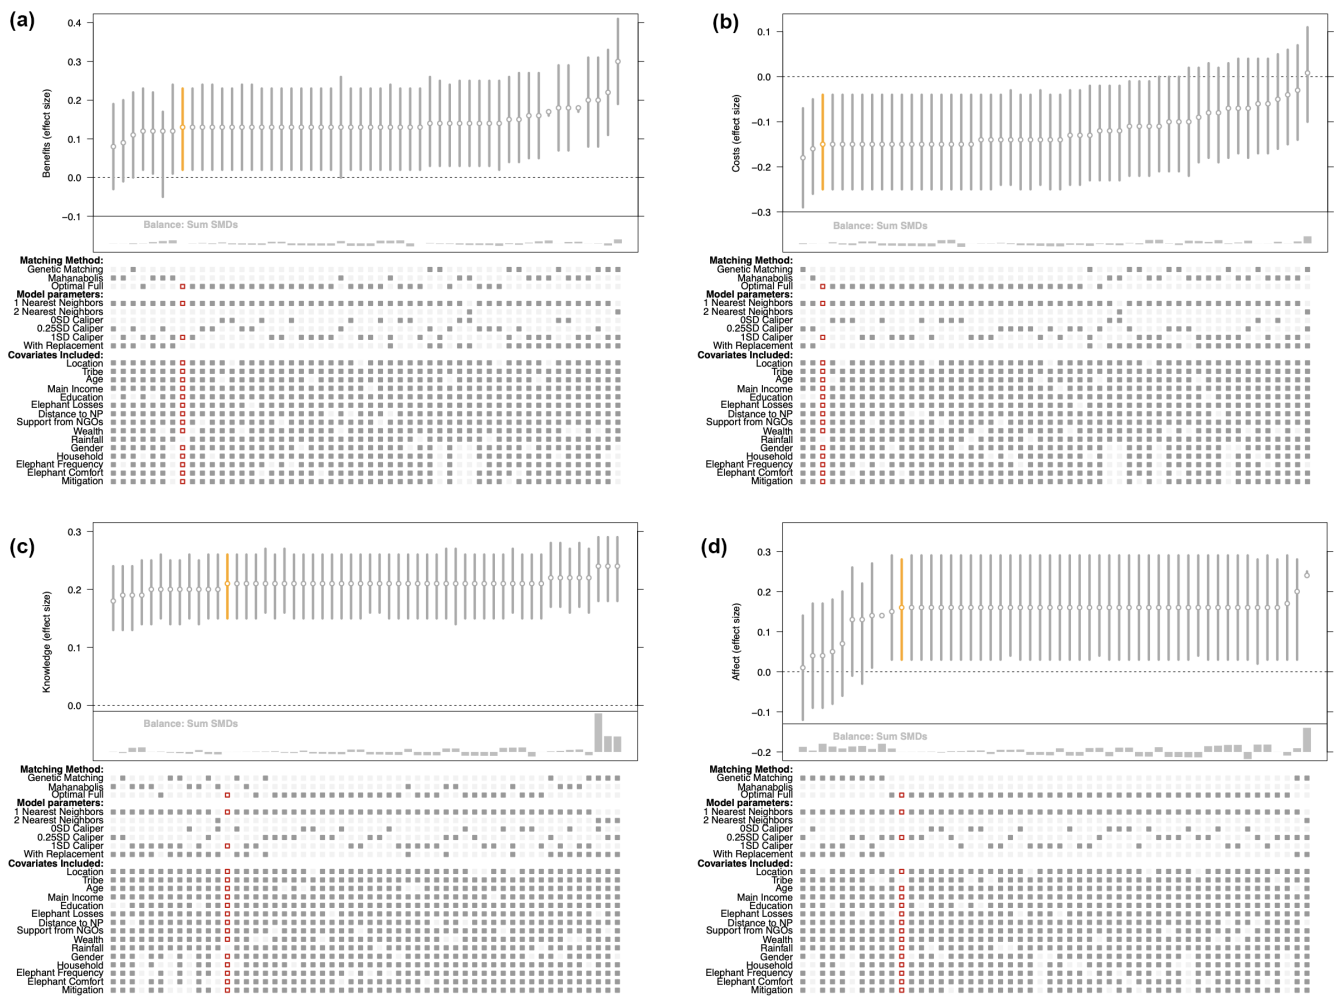 (a)
0.4
0.3
0.2
0.1
0.0
−0.1
Benefits (effect size)
Balance: Sum SMDs
Matching Method:
Genetic Matching
Mahanabolis
Optimal Full
Model parameters:
1 Nearest Neighbors
2 Nearest Neighbors
0SD Caliper
0.25SD Caliper
1SD Caliper
With Replacement
Covariates Included:
Location
Tribe
Age
Main Income
Education
Elephant Losses
Distance to NP
Support from NGOs
Wealth
Rainfall
Gender
Household
Elephant Frequency
Elephant Comfort
Mitigation
(b)
0.1
0.0
−0.1
−0.2
−0.3
Costs (effect size)
Balance: Sum SMDs
Matching Method:
Genetic Matching
Mahanabolis
Optimal Full
Model parameters:
1 Nearest Neighbors
2 Nearest Neighbors
0SD Caliper
0.25SD Caliper
1SD Caliper
With Replacement
Covariates Included:
Location
Tribe
Age
Main Income
Education
Elephant Losses
Distance to NP
Support from NGOs
Wealth
Rainfall
Gender
Household
Elephant Frequency
Elephant Comfort
Mitigation
(c)
0.3
0.2
0.1
0.0
Knowledge (effect size)
Balance: Sum SMDs
Matching Method:
Genetic Matching
Mahanabolis
Optimal Full
Model parameters:
1 Nearest Neighbors
2 Nearest Neighbors
0SD Caliper
0.25SD Caliper
1SD Caliper
With Replacement
Covariates Included:
Location
Tribe
Age
Main Income
Education
Elephant Losses
Distance to NP
Support from NGOs
Wealth
Rainfall
Gender
Household
Elephant Frequency
Elephant Comfort
Mitigation
(d)
0.3
0.2
0.1
0.0
−0.1
−0.2
Affect (effect size)
Balance: Sum SMDs
Matching Method:
Genetic Matching
Mahanabolis
Optimal Full
Model parameters:
1 Nearest Neighbors
2 Nearest Neighbors
0SD Caliper
0.25SD Caliper
1SD Caliper
With Replacement
Covariates Included:
Location
Tribe
Age
Main Income
Education
Elephant Losses
Distance to NP
Support from NGOs
Wealth
Rainfall
Gender
Household
Elephant Frequency
Elephant Comfort
Mitigation